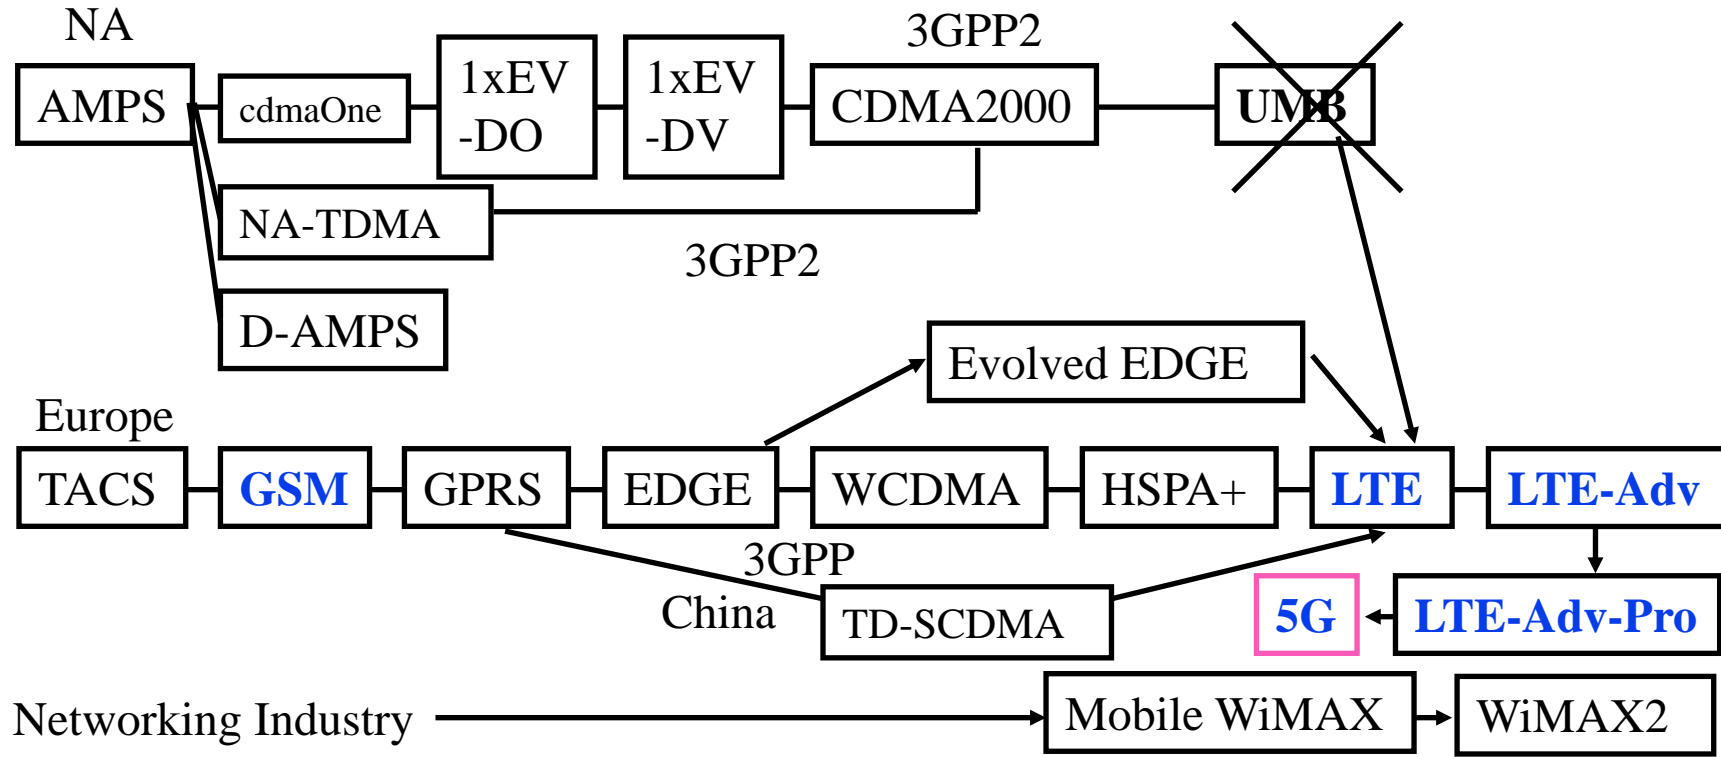 NA
3GPP2
AMPS
cdmaOne
1xEV
-DO
1xEV
-DV
CDMA2000
UMB
NA-TDMA
3GPP2
D-AMPS
Evolved EDGE
Europe
TACS
GSM
GPRS
EDGE
WCDMA
HSPA+
LTE
LTE-Adv
3GPP
China
TD-SCDMA
5G
LTE-Adv-Pro
Networking Industry
Mobile WiMAX
WiMAX2